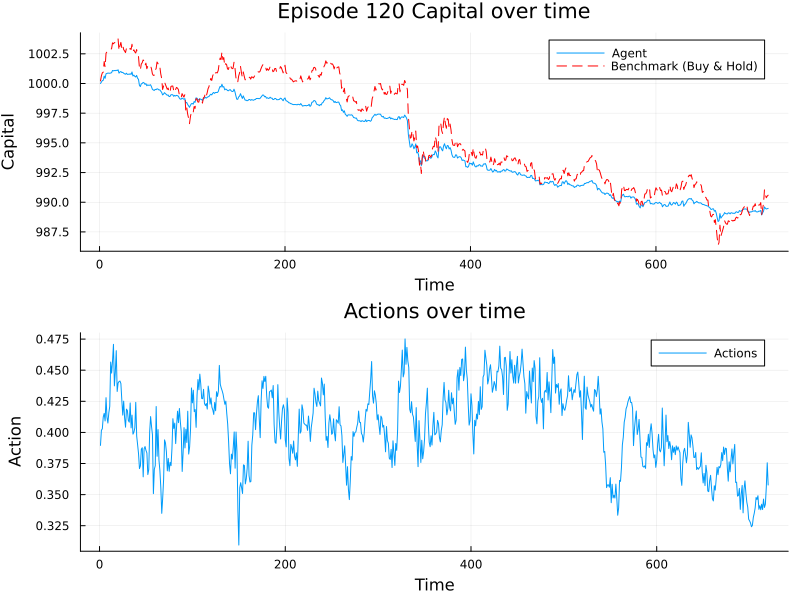 Episode 120 Capital over time
Capital
1002.5
1000.0
997.5
995.0
992.5
990.0
987.5
Agent
Benchmark (Buy & Hold)
0
200
400
600
Time
Actions over time
Action
0.475
0.450
0.425
0.400
0.375
0.350
0.325
Actions
0
200
400
600
Time